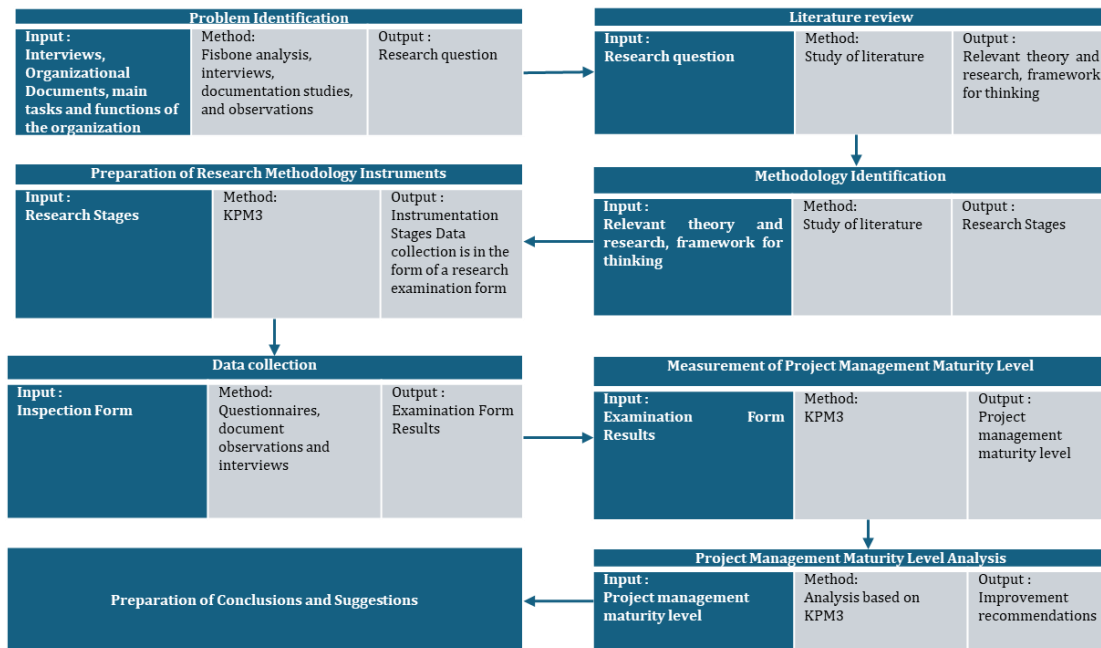 Problem Identification
Input :
Interviews,
Organizational
Documents, main
tasks and functions of
the organization
Method:
Fisbone analysis,
interviews,
documentation studies,
and observations
Output :
Research question
Literature review
Input :
Research question
Method:
Study of literature
Output :
Relevant theory and
research, framework
for thinking
Preparation of Research Methodology Instruments
Input :
Research Stages
Method:
KPM3
Output :
Instrumentation
Stages Data
collection is in the
form of a research
examination form
Methodology Identification
Input :
Relevant theory and
research, framework for
thinking
Method:
Study of literature
Output :
Research Stages
Data collection
Input :
Inspection Form
Method:
Questionnaires,
document
observations and
interviews
Output :
Examination Form
Results
Measurement of Project Management Maturity Level
Input :
Examination Form
Results
Method:
KPM3
Output :
Project
management
maturity level
Preparation of Conclusions and Suggestions
Project Management Maturity Level Analysis
Input :
Project management
maturity level
Method:
Analysis based on
KPM3
Output :
Improvement
recommendations